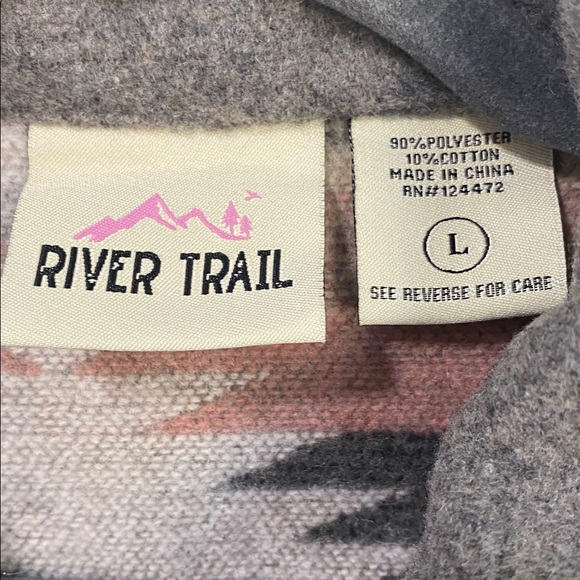 RIVER TRAIL
90%POLYESTER
10%COTTON
MADE IN CHINA
RN#124472
L
SEE REVERSE FOR CARE